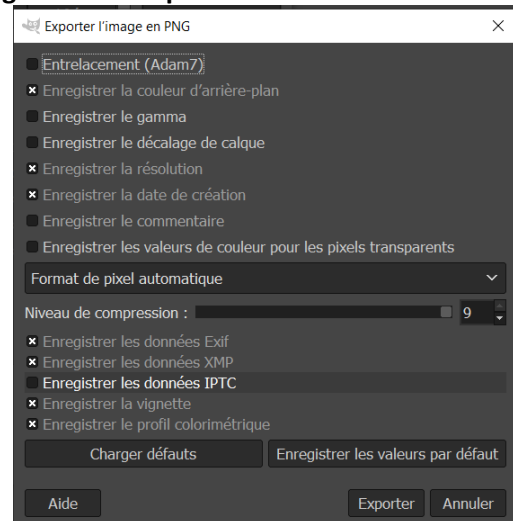 Exporter l'image en PNG
Entrelacement (Adam7)
Enregistrer la couleur d'arrière-plan
Enregistrer le gamma
Enregistrer le décalage de calque
Enregistrer la résolution
Enregistrer la date de création
Enregistrer le commentaire
Enregistrer les valeurs de couleur pour les pixels transparents
Format de pixel automatique
Niveau de compression : 9
Enregistrer les données Exif
Enregistrer les données XMP
Enregistrer les données IPTC
Enregistrer la vignette
Enregistrer le profil colorimétrique
Charger défauts Enregistrer les valeurs par défaut
Aide Exporter Annuler